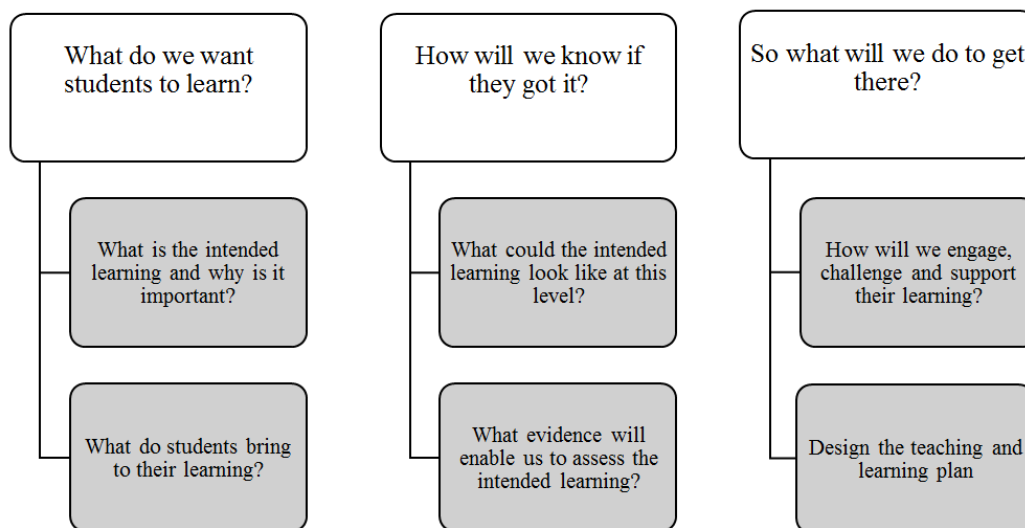 What do we want
students to learn?
What is the intended
learning and why is it
important?
What do students bring
to their learning?
How will we know if
they got it?
What could the intended
learning look like at this
level?
What evidence will
enable us to assess the
intended learning?
So what will we do to get
there?
How will we engage,
challenge and support
their learning?
Design the teaching and
learning plan